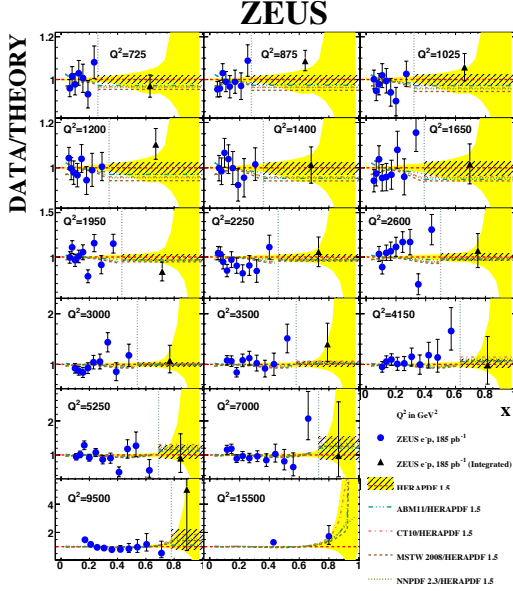 ZEUS
DATA/THEORY
1.2
1
Q²=725
Q²=875
Q²=1025
1.2
1
Q²=1200
Q²=1400
Q²=1650
1.5
1
Q²=1950
Q²=2250
Q²=2600
2
1
Q²=3000
Q²=3500
Q²=4150
0 0.2 0.4 0.6 0.8 1
x
2
1
Q²=5250
Q²=7000
4
2
Q²=9500
Q²=15500
0 0.2 0.4 0.6 0.8
0 0.2 0.4 0.6 0.8 1
Q² in GeV²
ZEUS e⁻p, 185 pb⁻¹
ZEUS e⁻p, 185 pb⁻¹ (Integrated)
HERAPDF 1.5
ABM11/HERAPDF 1.5
CT10/HERAPDF 1.5
MSTW 2008/HERAPDF 1.5
NNPDF 2.3/HERAPDF 1.5